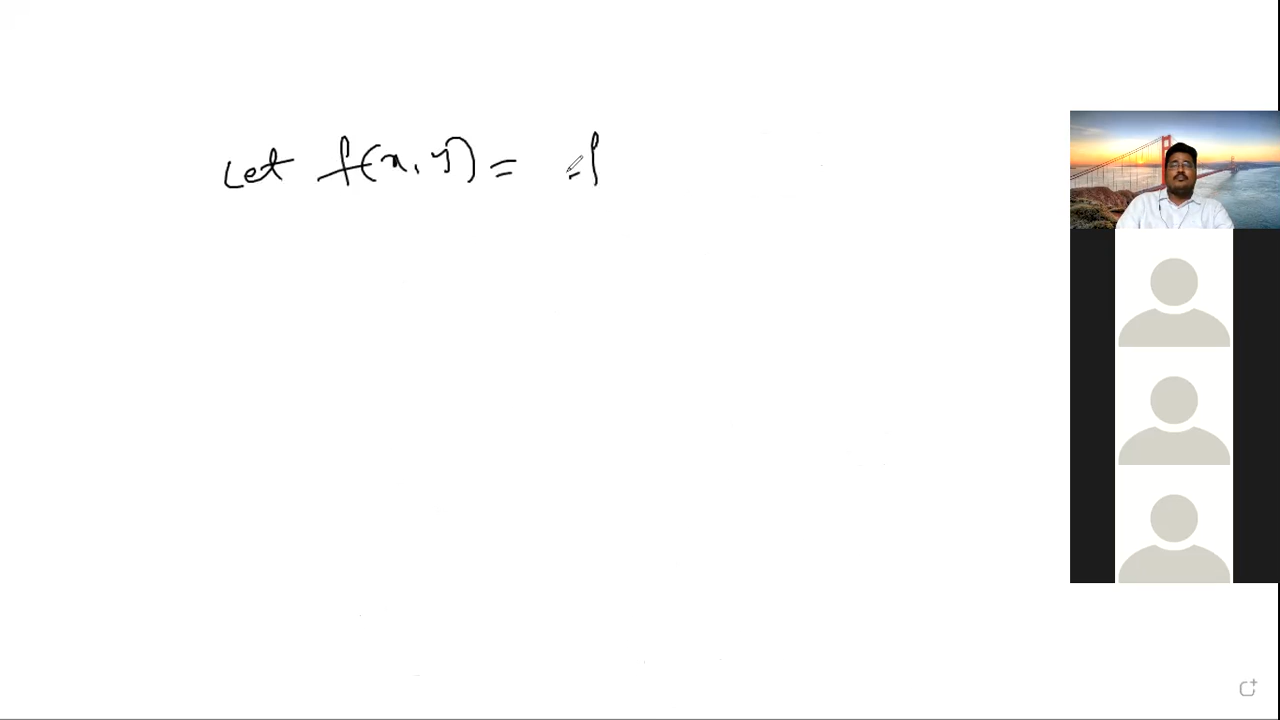 Let f(x, y) =